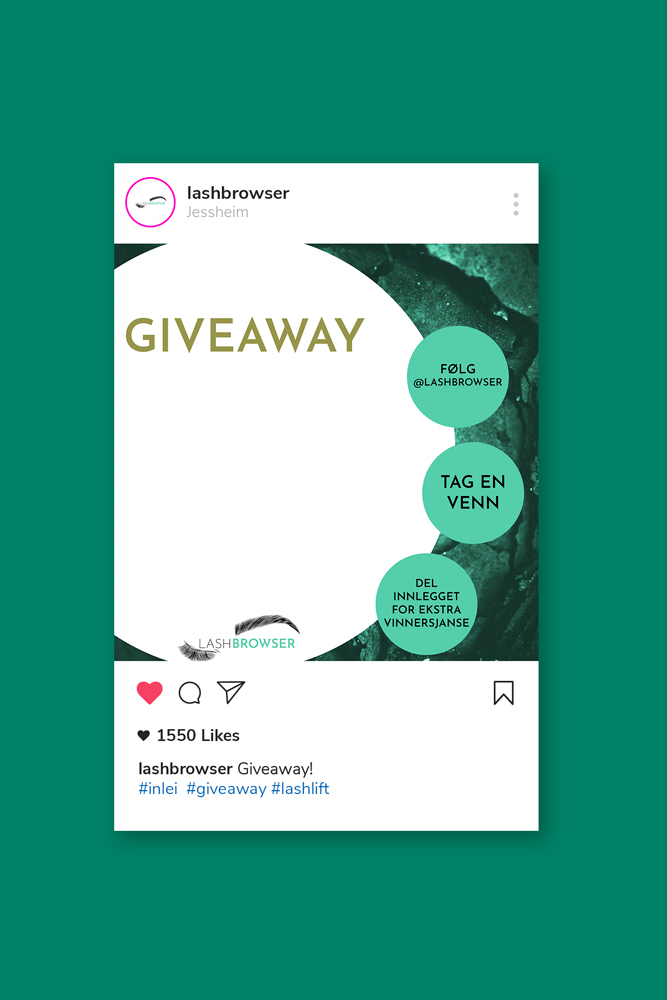 lashbrowser
Jessheim
GIVEAWAY
FØLG
@LASHBROWSER
TAG EN
VENN
DEL
INNLEGGET
FOR EKSTRA
VINNERSJANSE
LASHBROWSER
1550 Likes
lashbrowser Giveaway!
#inlei #giveaway #lashlift